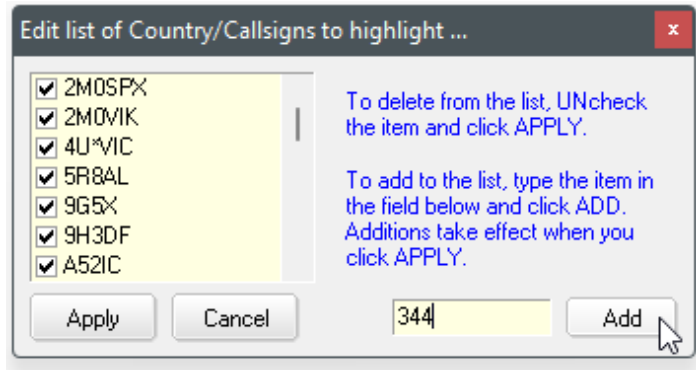 Edit list of Country/Callsigns to highlight ...
x
2M0SPX
2M0VIK
4U*VIC
5R8AL
9G5X
9H3DF
A52IC
To delete from the list, UNcheck
the item and click APPLY.
To add to the list, type the item in
the field below and click ADD.
Additions take effect when you
click APPLY.
Apply
Cancel
344
Add